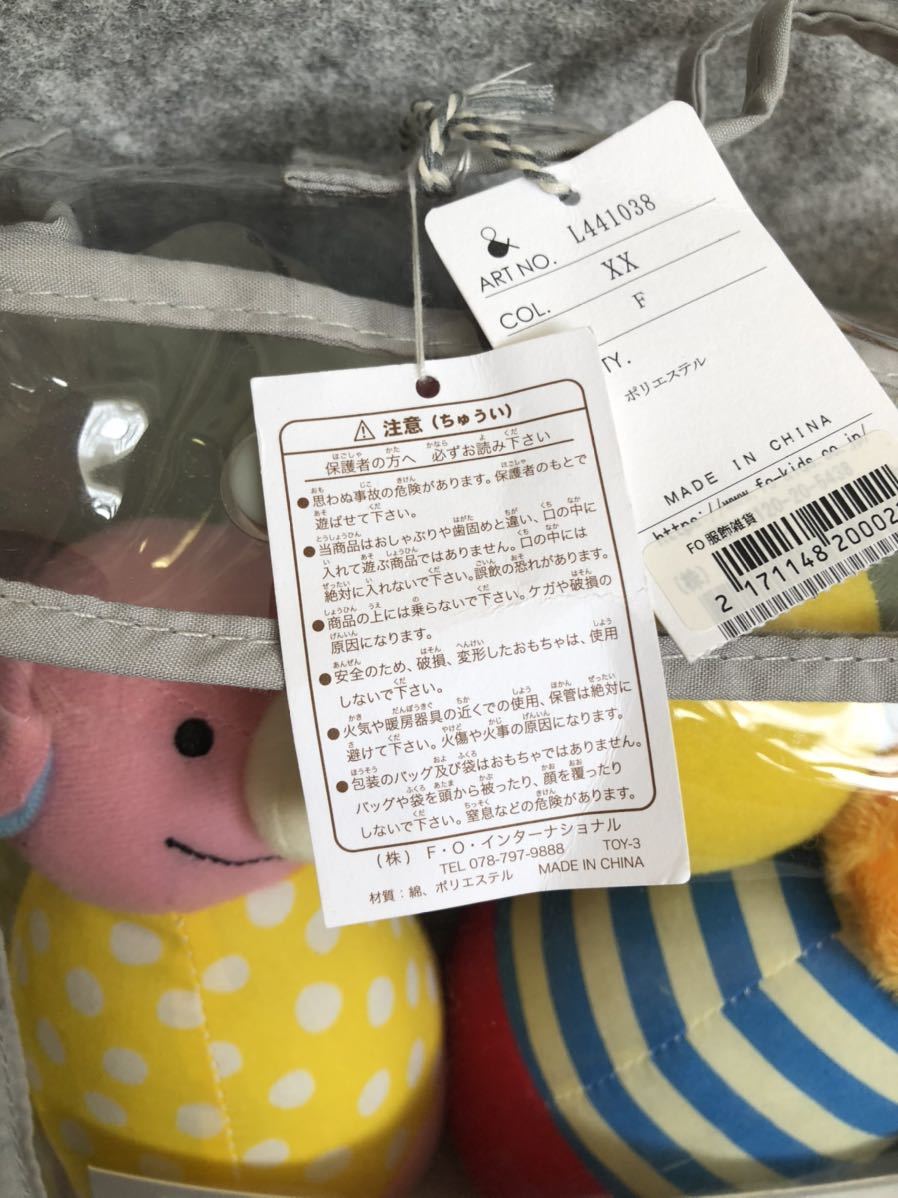 &
ART NO. L441038
COL. XX
F
TY.
ポリエステル
MADE IN CHINA
FO 服飾雑貨
⚠ 注意(ちゅうい)
保護者の方へ 必ずお読み下さい
●思わぬ事故の危険があります。保護者のもとで
遊ばせて下さい。
●当商品はおしゃぶりや歯固めと違い、口の中に
入れて遊ぶ商品ではありません。口の中には
絶対に入れないで下さい。誤飲の恐れがあります。
●商品の上には乗らないで下さい。ケガや破損の
原因になります。
●安全のため、破損、変形したおもちゃは、使用
しないで下さい。
●火気や暖房器具の近くでの使用、保管は絶対に
避けて下さい。火傷や火事の原因になります。
●包装のバッグ及び袋はおもちゃではありません。
バッグや袋を頭から被ったり、顔を覆ったり
しないで下さい。窒息などの危険があります。
(株) F・O・インターナショナル
TEL 078-797-9888 TOY-3
材質:綿、ポリエステル MADE IN CHINA